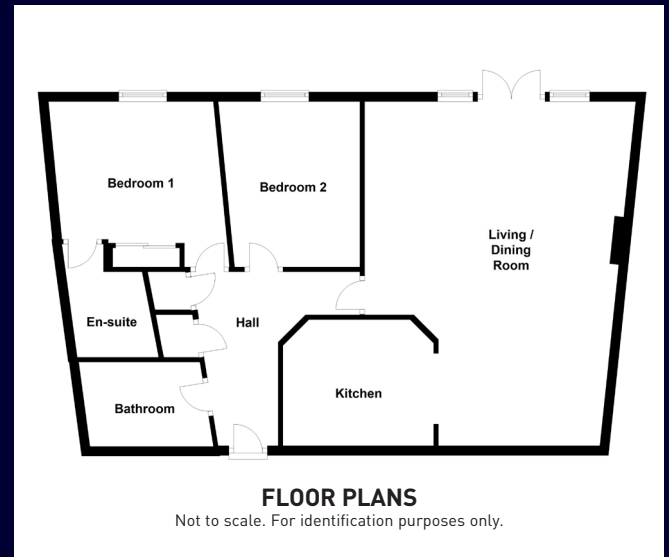 Bedroom 1
Bedroom 2
Living /
Dining
Room
En-suite
Hall
Kitchen
Bathroom
FLOOR PLANS
Not to scale. For identification purposes only.